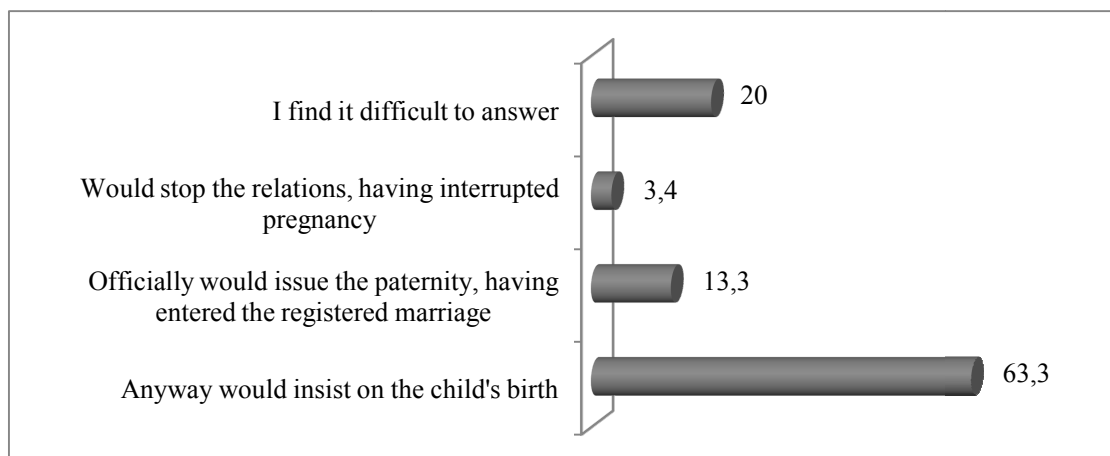 I find it difficult to answer
20
Would stop the relations, having interrupted
pregnancy
3,4
Officially would issue the paternity, having
entered the registered marriage
13,3
Anyway would insist on the child's birth
63,3